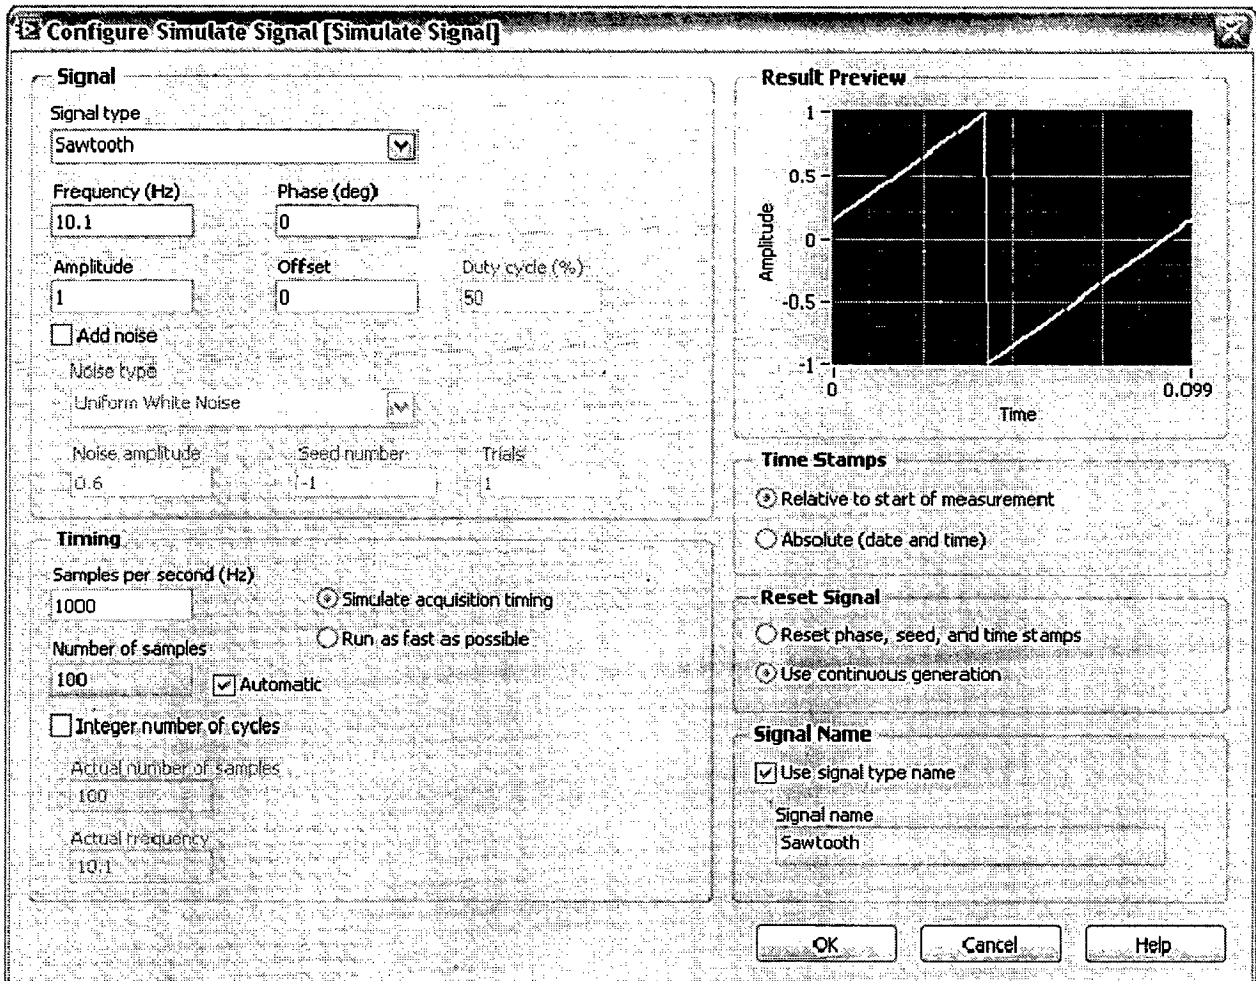 Configure Simulate Signal [Simulate Signal]
Signal
Signal type
Sawtooth
Frequency (Hz) Phase (deg)
10.1 0
Amplitude Offset Duty cycle (%)
1 0 50
Add noise
Noise type
Uniform White Noise
Noise amplitude Seed number Trials
0.6 -1 1
Timing
Samples per second (Hz)
1000
Simulate acquisition timing
Run as fast as possible
Number of samples
100 Automatic
Integer number of cycles
Actual number of samples
100
Actual frequency
10.1
Result Preview
1
0.5
0
-0.5
-1
Amplitude
0 0.099
Time
Time Stamps
Relative to start of measurement
Absolute (date and time)
Reset Signal
Reset phase, seed, and time stamps
Use continuous generation
Signal Name
Use signal type name
Signal name
Sawtooth
OK Cancel Help